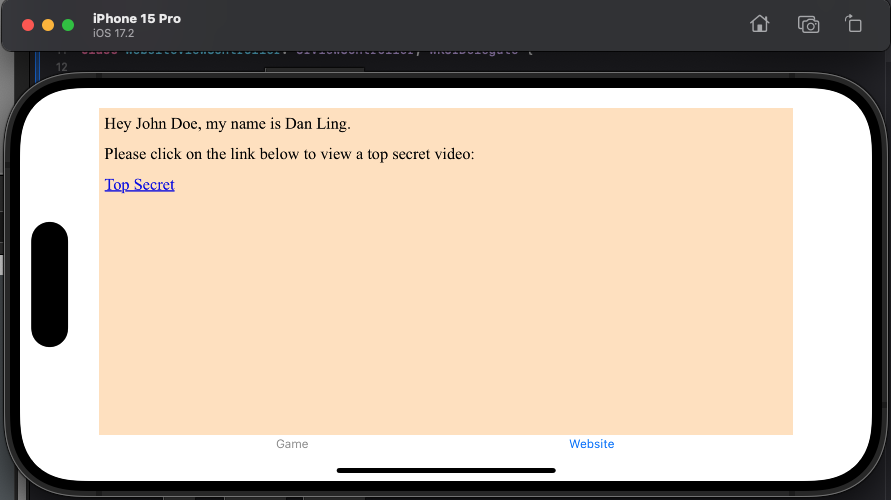 iPhone 15 Pro
iOS 17.2
12
Hey John Doe, my name is Dan Ling.
Please click on the link below to view a top secret video:
Top Secret
Game
Website